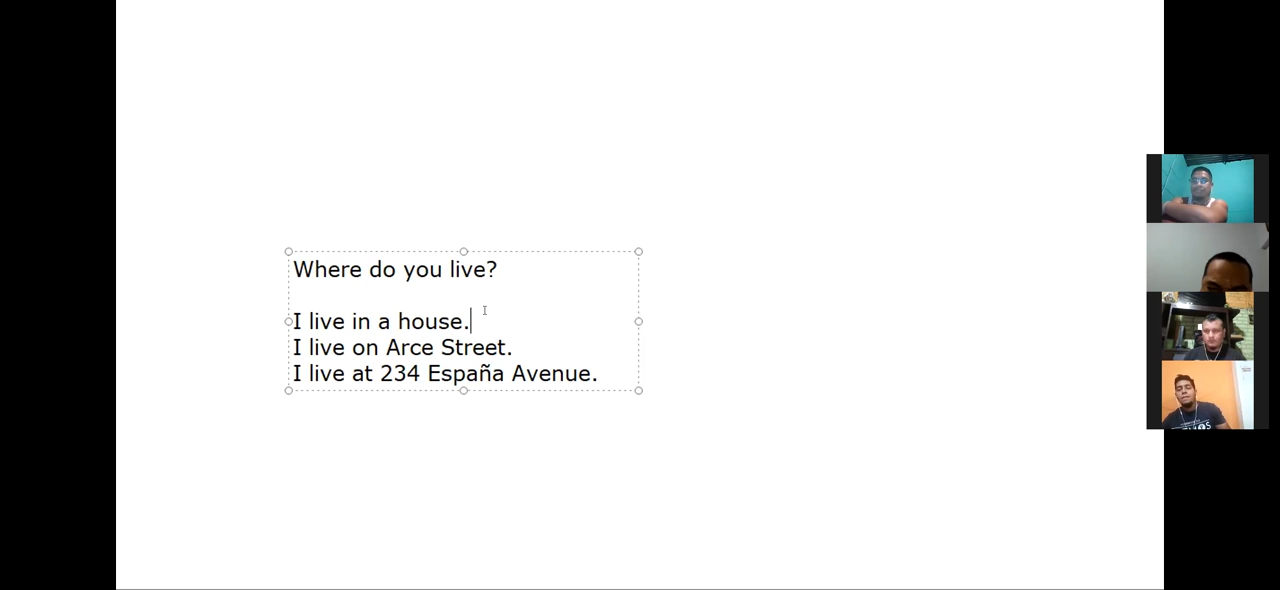 Where do you live?
I live in a house.
I live on Arce Street.
I live at 234 España Avenue.